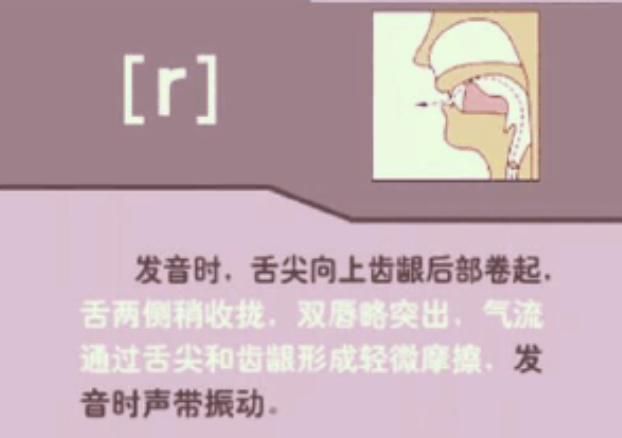 [r]
发音时，舌尖向上齿龈后部卷起，
舌两侧稍收拢，双唇略突出，气流
通过舌尖和齿龈形成轻微摩擦，发
音时声带振动。